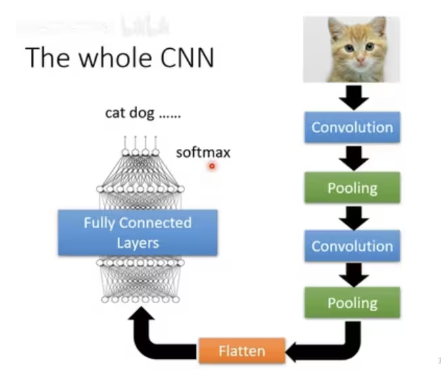 The whole CNN
cat dog ......
softmax
Fully Connected
Layers
Convolution
Pooling
Convolution
Pooling
Flatten